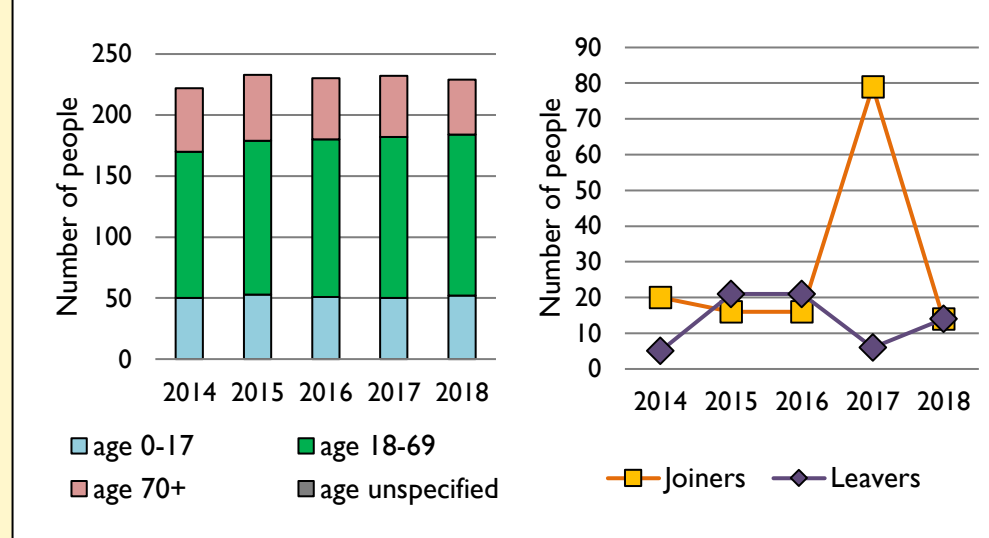 Number of people
250
200
150
100
50
0
2014 2015 2016 2017 2018
age 0-17 age 18-69
age 70+ age unspecified
Number of people
90
80
70
60
50
40
30
20
10
0
2014 2015 2016 2017 2018
Joiners Leavers